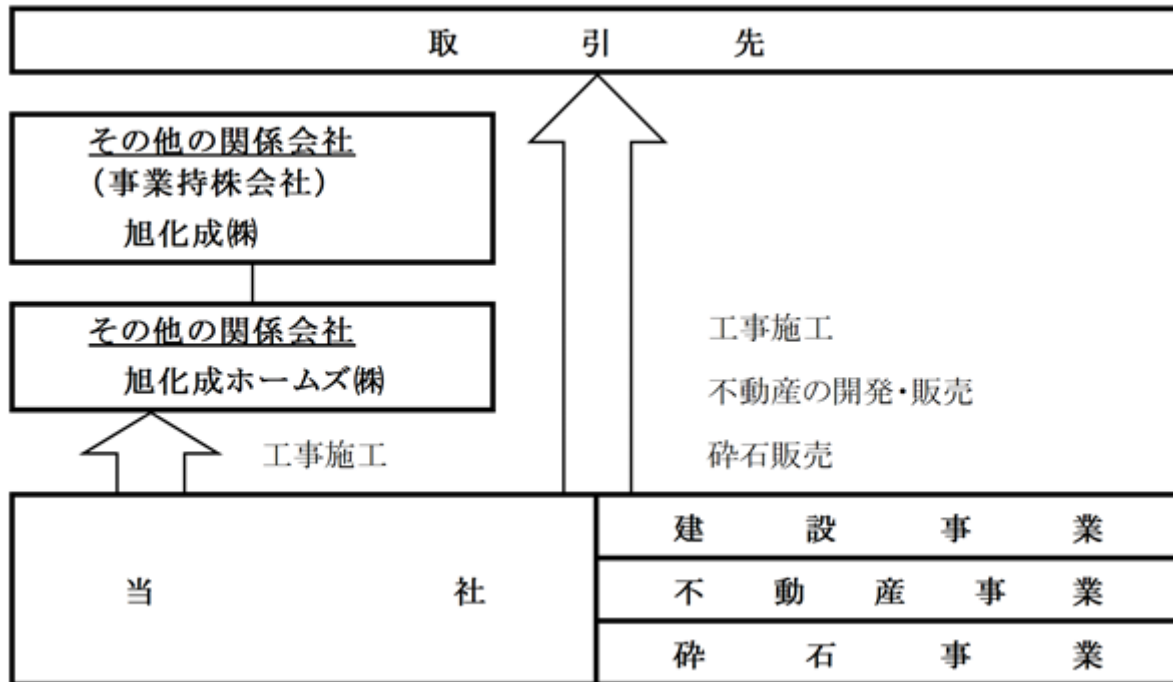 取引先
その他の関係会社
(事業持株会社)
旭化成㈱
その他の関係会社
旭化成ホームズ㈱
工事施工
工事施工
不動産の開発・販売
砕石販売
当社
建設事業
不動産事業
砕石事業